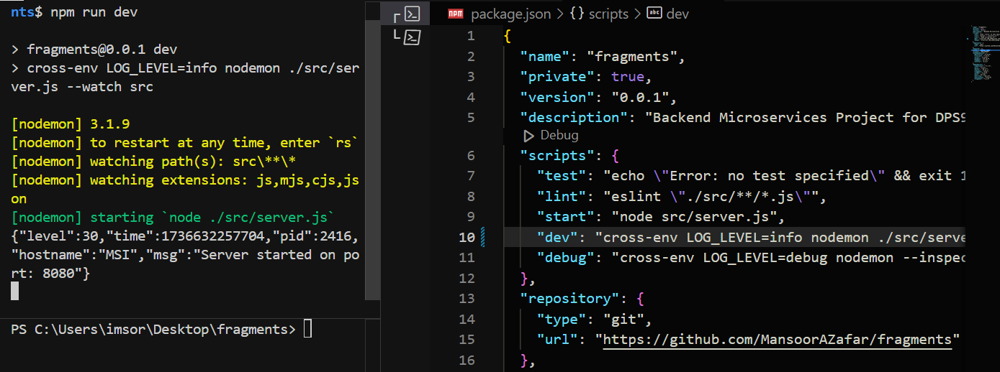 nts$ npm run dev
> fragments@0.0.1 dev
> cross-env LOG_LEVEL=info nodemon ./src/ser
ver.js --watch src
[nodemon] 3.1.9
[nodemon] to restart at any time, enter `rs`
[nodemon] watching path(s): src\**\*
[nodemon] watching extensions: js,mjs,cjs,js
on
[nodemon] starting `node ./src/server.js`
{"level":30,"time":1736632257704,"pid":2416,
"hostname":"MSI","msg":"Server started on po
rt: 8080"}
PS C:\Users\imsor\Desktop\fragments>
package.json > {} scripts > abc dev
1 {
2 "name": "fragments",
3 "private": true,
4 "version": "0.0.1",
5 "description": "Backend Microservices Project for DPS9
Debug
6 "scripts": {
7 "test": "echo \"Error: no test specified\" && exit 1
8 "lint": "eslint \"./src/**/*.js\"",
9 "start": "node src/server.js",
10 "dev": "cross-env LOG_LEVEL=info nodemon ./src/serve
11 "debug": "cross-env LOG_LEVEL=debug nodemon --inspec
12 },
13 "repository": {
14 "type": "git",
15 "url": "https://github.com/MansoorAZafar/fragments"
16 },